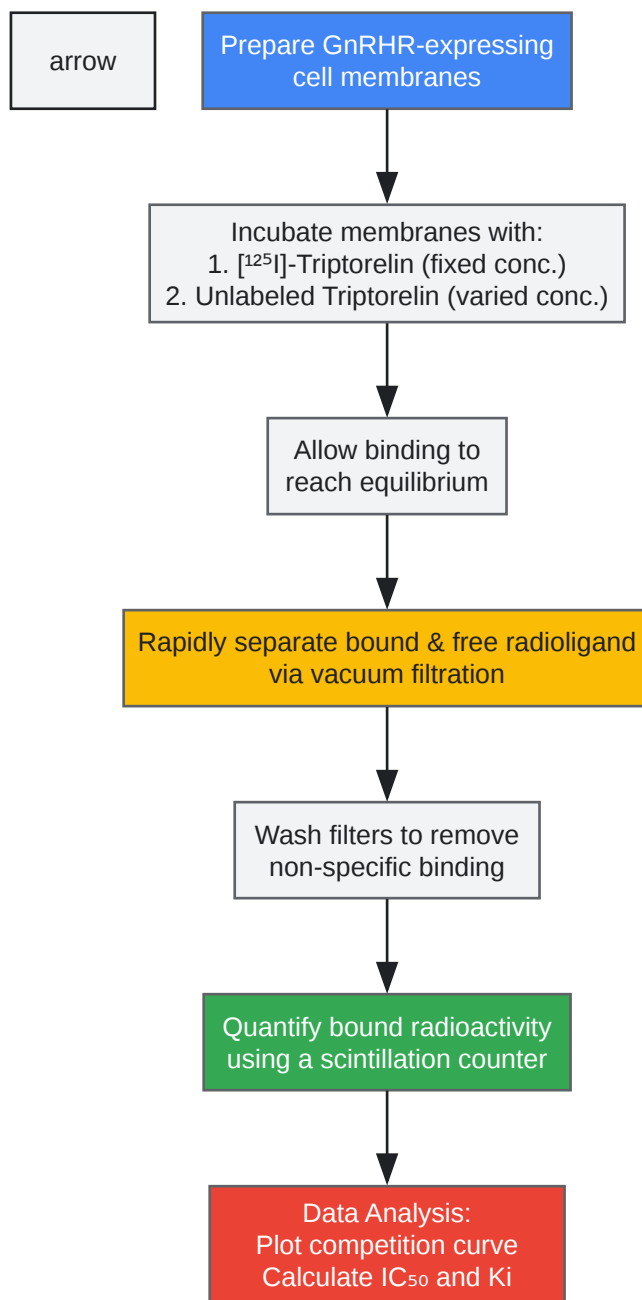 arrow
Prepare GnRHR-expressing
cell membranes
Incubate membranes with:
1. [¹²⁵I]-Triptorelin (fixed conc.)
2. Unlabeled Triptorelin (varied conc.)
Allow binding to
reach equilibrium
Rapidly separate bound & free radioligand
via vacuum filtration
Wash filters to remove
non-specific binding
Quantify bound radioactivity
using a scintillation counter
Data Analysis:
Plot competition curve
Calculate IC₅₀ and Ki